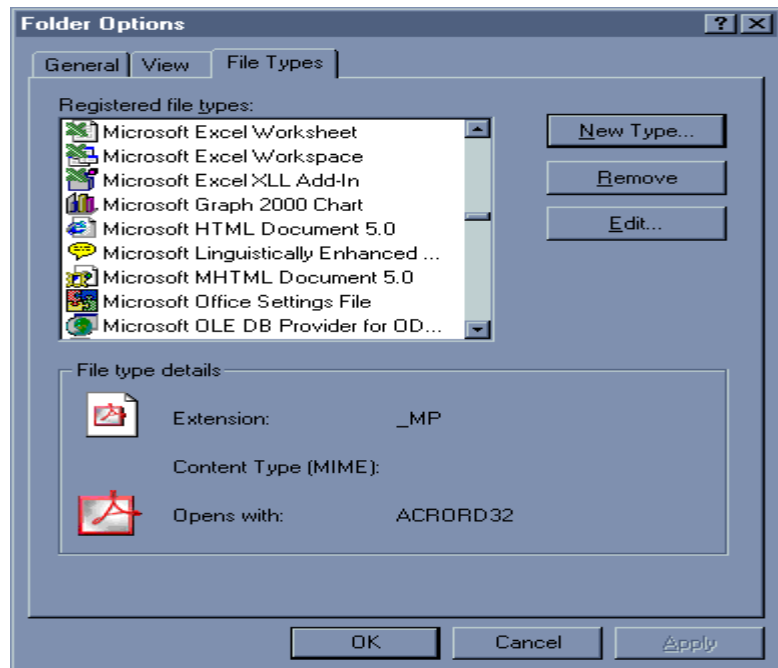 Folder Options
General View File Types
Registered file types:
Microsoft Excel Worksheet
Microsoft Excel Workspace
Microsoft Excel XLL Add-In
Microsoft Graph 2000 Chart
Microsoft HTML Document 5.0
Microsoft Linguistically Enhanced ...
Microsoft MHTML Document 5.0
Microsoft Office Settings File
Microsoft OLE DB Provider for OD...
New Type...
Remove
Edit...
File type details
Extension: _MP
Content Type (MIME):
Opens with: ACRORD32
OK Cancel Apply